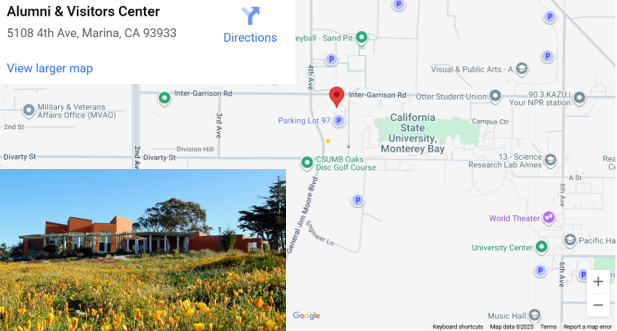 Alumni & Visitors Center
5108 4th Ave, Marina, CA 93933
Directions
View larger map
eyball - Sand Pit
4th Ave
Visual & Public Arts - A
Inter-Garrison Rd
Inter-Garrison Rd
Otter Student Union
90.3 KAZU |
Your NPR station
Military & Veterans
Affairs Office (MVAO)
Parking Lot 97
California
State
University,
Monterey Bay
Campus Ctr
2nd St
3rd Ave
Division Hill
2nd Ave
Divarty St
Divarty St
CSUMB Oaks
Disc Golf Course
13 - Science
Research Lab Annex
Rea
Cente
A St
General Jim Moore Blvd
6th Ave
World Theater
Engineer Ln
University Center
Pacific Ha
6th Ave
Music Hall
Google
Keyboard shortcuts
Map data ©2025
Terms
Report a map error